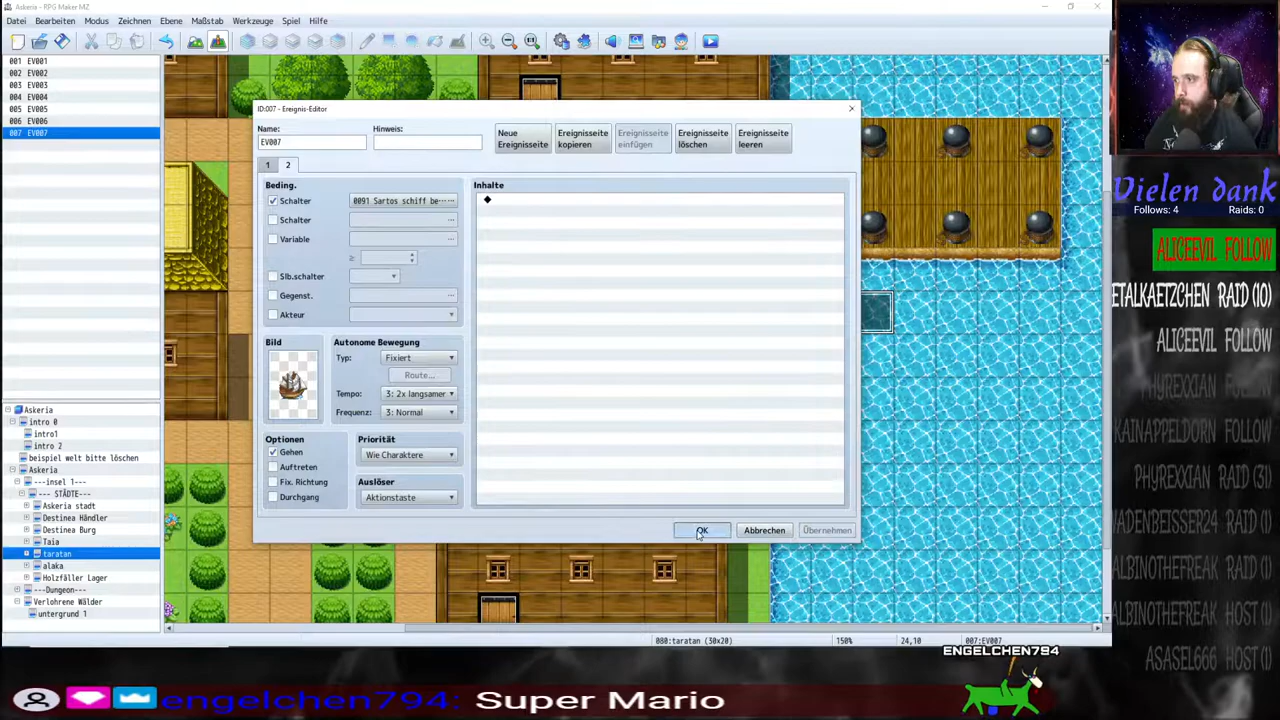 Askeria - RPG Maker MZ
Datei Bearbeiten Modus Zeichnen Ebene Maßstab Werkzeuge Spiel Hilfe
001 EV001
002 EV002
003 EV003
004 EV004
005 EV005
006 EV006
007 EV007
ID:007 - Ereignis-Editor
Name: Hinweis:
EV007
Neue Ereignisseite
Ereignisseite kopieren
Ereignisseite einfügen
Ereignisseite löschen
Ereignisseite leeren
1 2
Beding.
Schalter 0091 Sartos schiff be⋯ ...
Schalter ...
Variable ...
≥
Slb.schalter
Gegenst. ...
Akteur
Inhalte
◆
Bild
Autonome Bewegung
Typ: Fixiert
Route...
Tempo: 3: 2x langsamer
Frequenz: 3: Normal
Optionen
Gehen
Auftreten
Fix. Richtung
Durchgang
Priorität
Wie Charaktere
Auslöser
Aktionstaste
OK Abbrechen Übernehmen
Askeria
intro 0
intro1
intro 2
beispiel welt bitte löschen
Askeria
---insel 1---
--- STÄDTE---
Askeria stadt
Destinea Händler
Destinea Burg
Taia
taratan
alaka
Holzfäller Lager
---Dungeon---
Verlohrene Wälder
untergrund 1
080:taratan (30x20) 150% 24,10 007:EV007
Vielen dank
Follows: 4 Raids: 0
ALICEEVIL FOLLOW
ETALKAETZCHEN RAID (10)
ALICEEVIL FOLLOW
PHYREXXIAN FOLLOW
KAINAPPELDORN FOLLOW
PHYREXXIAN RAID (3)
ADENBEISSER24 RAID (1)
ALBINOTHEFREAK RAID (1)
ALBINOTHEFREAK HOST (1)
ASASEL666 HOST (1)
ENGELCHEN794
engelchen794: Super Mario